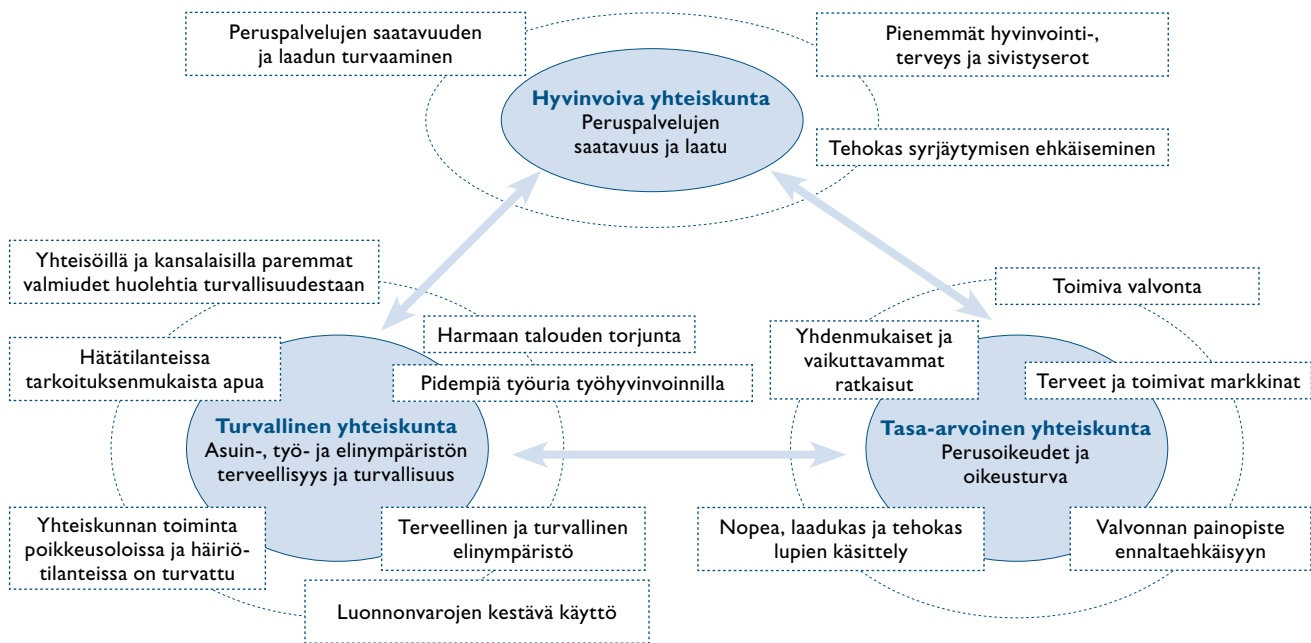 Peruspalvelujen saatavuuden
ja laadun turvaaminen
Pienemmät hyvinvointi-,
terveys ja sivistyserot
Hyvinvoiva yhteiskunta
Peruspalvelujen
saatavuus ja laatu
Tehokas syrjäytymisen ehkäiseminen
Yhteisöillä ja kansalaisilla paremmat
valmiudet huolehtia turvallisuudestaan
Harmaan talouden torjunta
Hätätilanteissa
tarkoituksenmukaista apua
Pidempiä työuria työhyvinvoinnilla
Turvallinen yhteiskunta
Asuin-, työ- ja elinympäristön
terveellisyys ja turvallisuus
Yhteiskunnan toiminta
poikkeusoloissa ja häiriö-
tilanteissa on turvattu
Terveellinen ja turvallinen
elinympäristö
Luonnonvarojen kestävä käyttö
Toimiva valvonta
Yhdenmukaiset ja
vaikuttavammat
ratkaisut
Terveet ja toimivat markkinat
Tasa-arvoinen yhteiskunta
Perusoikeudet ja
oikeusturva
Nopea, laadukas ja tehokas
lupien käsittely
Valvonnan painopiste
ennaltaehkäisyyn